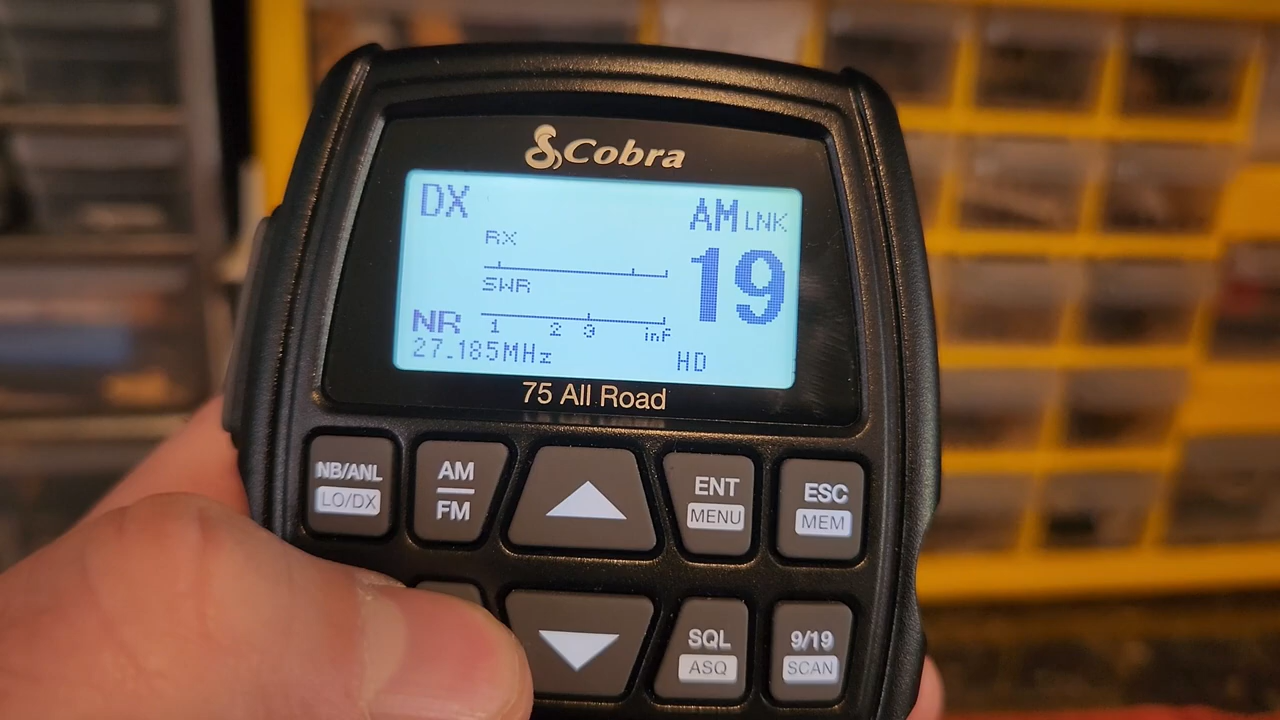 Cobra
DX
AM LNK
RX
19
SWR
NR
1 2 3 inf
27.185MHz
HD
75 All Road
NB/ANL
LO/DX
AM
FM
ENT
MENU
ESC
MEM
SQL
ASQ
9/19
SCAN